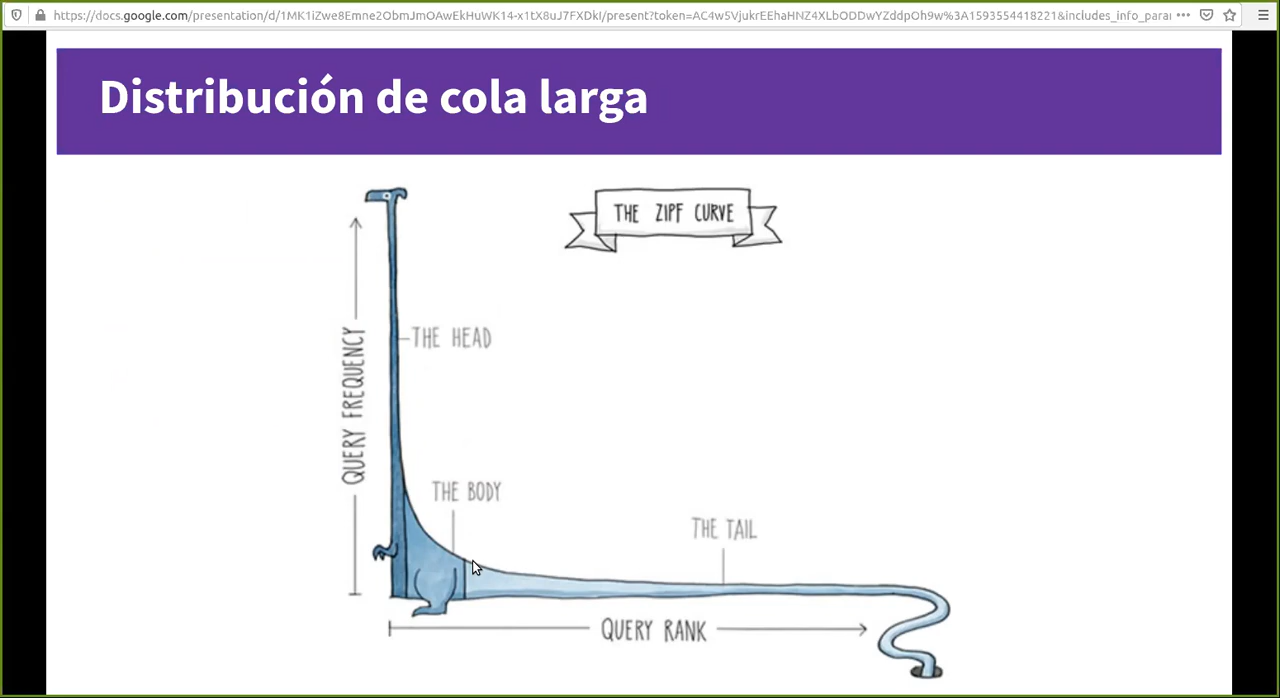 https://docs.google.com/presentation/d/1MK1iZwe8Emne2ObmJmOAwEkHuWK14-x1tX8uJ7FXDkI/present?token=AC4w5VjukrEEhaHNZ4XLbODDwYZddpOh9w%3A1593554418221&includes_info_parar
Distribución de cola larga
THE ZIPF CURVE
QUERY FREQUENCY
THE HEAD
THE BODY
THE TAIL
QUERY RANK